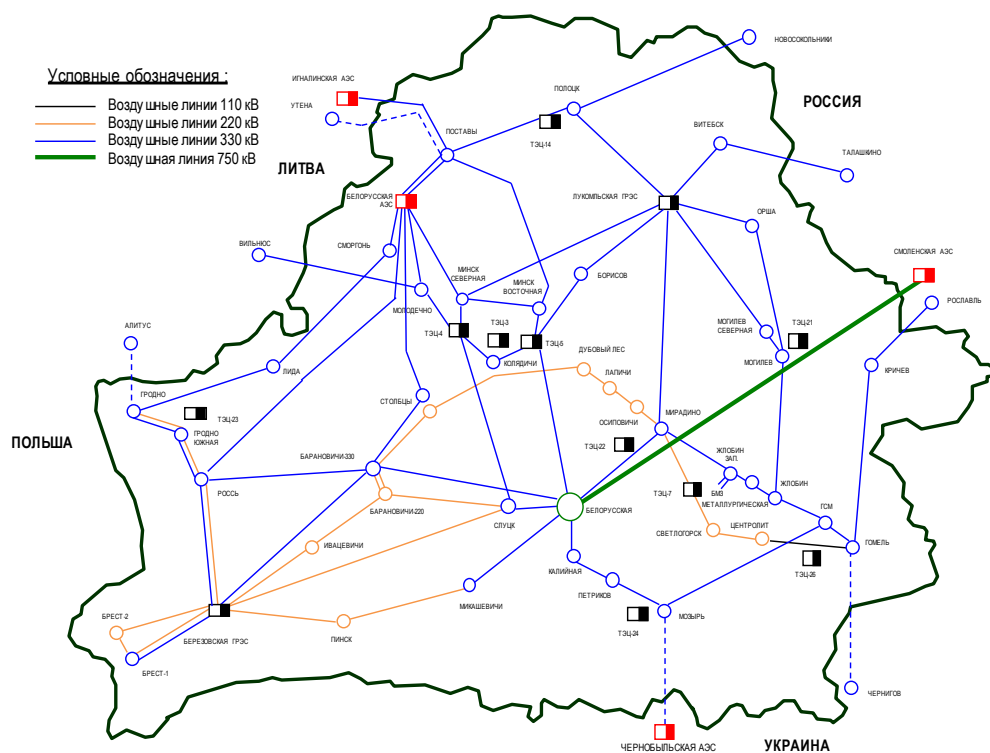 Условные обозначения :
Воздушные линии 110 кВ
Воздушные линии 220 кВ
Воздушные линии 330 кВ
Воздушная линия 750 кВ
НОВОСОКОЛЬНИКИ
ИГНАЛИНСКАЯ АЭС
УТЕНА
ПОЛОЦК
РОССИЯ
ПОСТАВЫ
ТЭЦ-14
ВИТЕБСК
ТАЛАШКИНО
ЛИТВА
БЕЛОРУССКАЯ
АЭС
ЛУКОМЛЬСКАЯ ГРЭС
ОРША
СМОРГОНЬ
ВИЛЬНЮС
СМОЛЕНСКАЯ АЭС
МИНСК
СЕВЕРНАЯ
БОРИСОВ
МИНСК
ВОСТОЧНАЯ
РОСЛАВЛЬ
МОЛОДЕЧНО
АЛИТУС
ТЭЦ-4
ТЭЦ-3
ТЭЦ-5
МОГИЛЕВ
СЕВЕРНАЯ
ТЭЦ-21
МОГИЛЕВ
ДУБОВЫЙ ЛЕС
КОЛЯДИЧИ
ЛАПИЧИ
КРИЧЕВ
ЛИДА
ГРОДНО
СТОЛБЦЫ
ОСИПОВИЧИ
МИРАДИНО
ТЭЦ-23
ГРОДНО
ЮЖНАЯ
ПОЛЬША
ТЭЦ-22
БАРАНОВИЧИ-330
ЖЛОБИН
ЗАП.
РОССЬ
ТЭЦ-7
БМЗ
ЖЛОБИН
МЕТАЛЛУРГИЧЕСКАЯ
БАРАНОВИЧИ-220
СЛУЦК
БЕЛОРУССКАЯ
ГСМ
СВЕТЛОГОРСК
ЦЕНТРОЛИТ
ГОМЕЛЬ
ИВАЦЕВИЧИ
КАЛИЙНАЯ
ТЭЦ-26
ПЕТРИКОВ
МИКАШЕВИЧИ
БРЕСТ-2
БЕРЕЗОВСКАЯ ГРЭС
ПИНСК
ТЭЦ-24
МОЗЫРЬ
БРЕСТ-1
ЧЕРНИГОВ
ЧЕРНОБЫЛЬСКАЯ АЭС
УКРАИНА